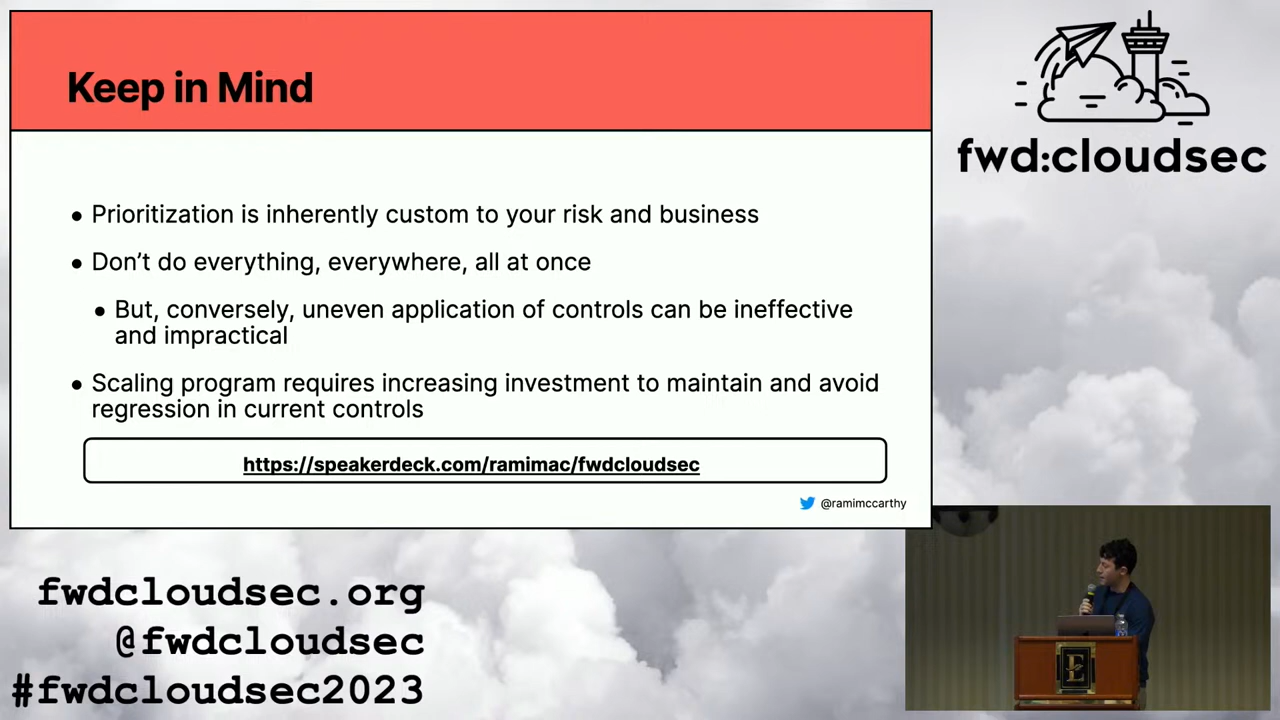 Keep in Mind
• Prioritization is inherently custom to your risk and business
• Don’t do everything, everywhere, all at once
• But, conversely, uneven application of controls can be ineffective
and impractical
• Scaling program requires increasing investment to maintain and avoid
regression in current controls
https://speakerdeck.com/ramimac/fwdcloudsec
@ramimccarthy
fwd:cloudsec
fwdcloudsec.org
@fwdcloudsec
#fwdcloudsec2023
E